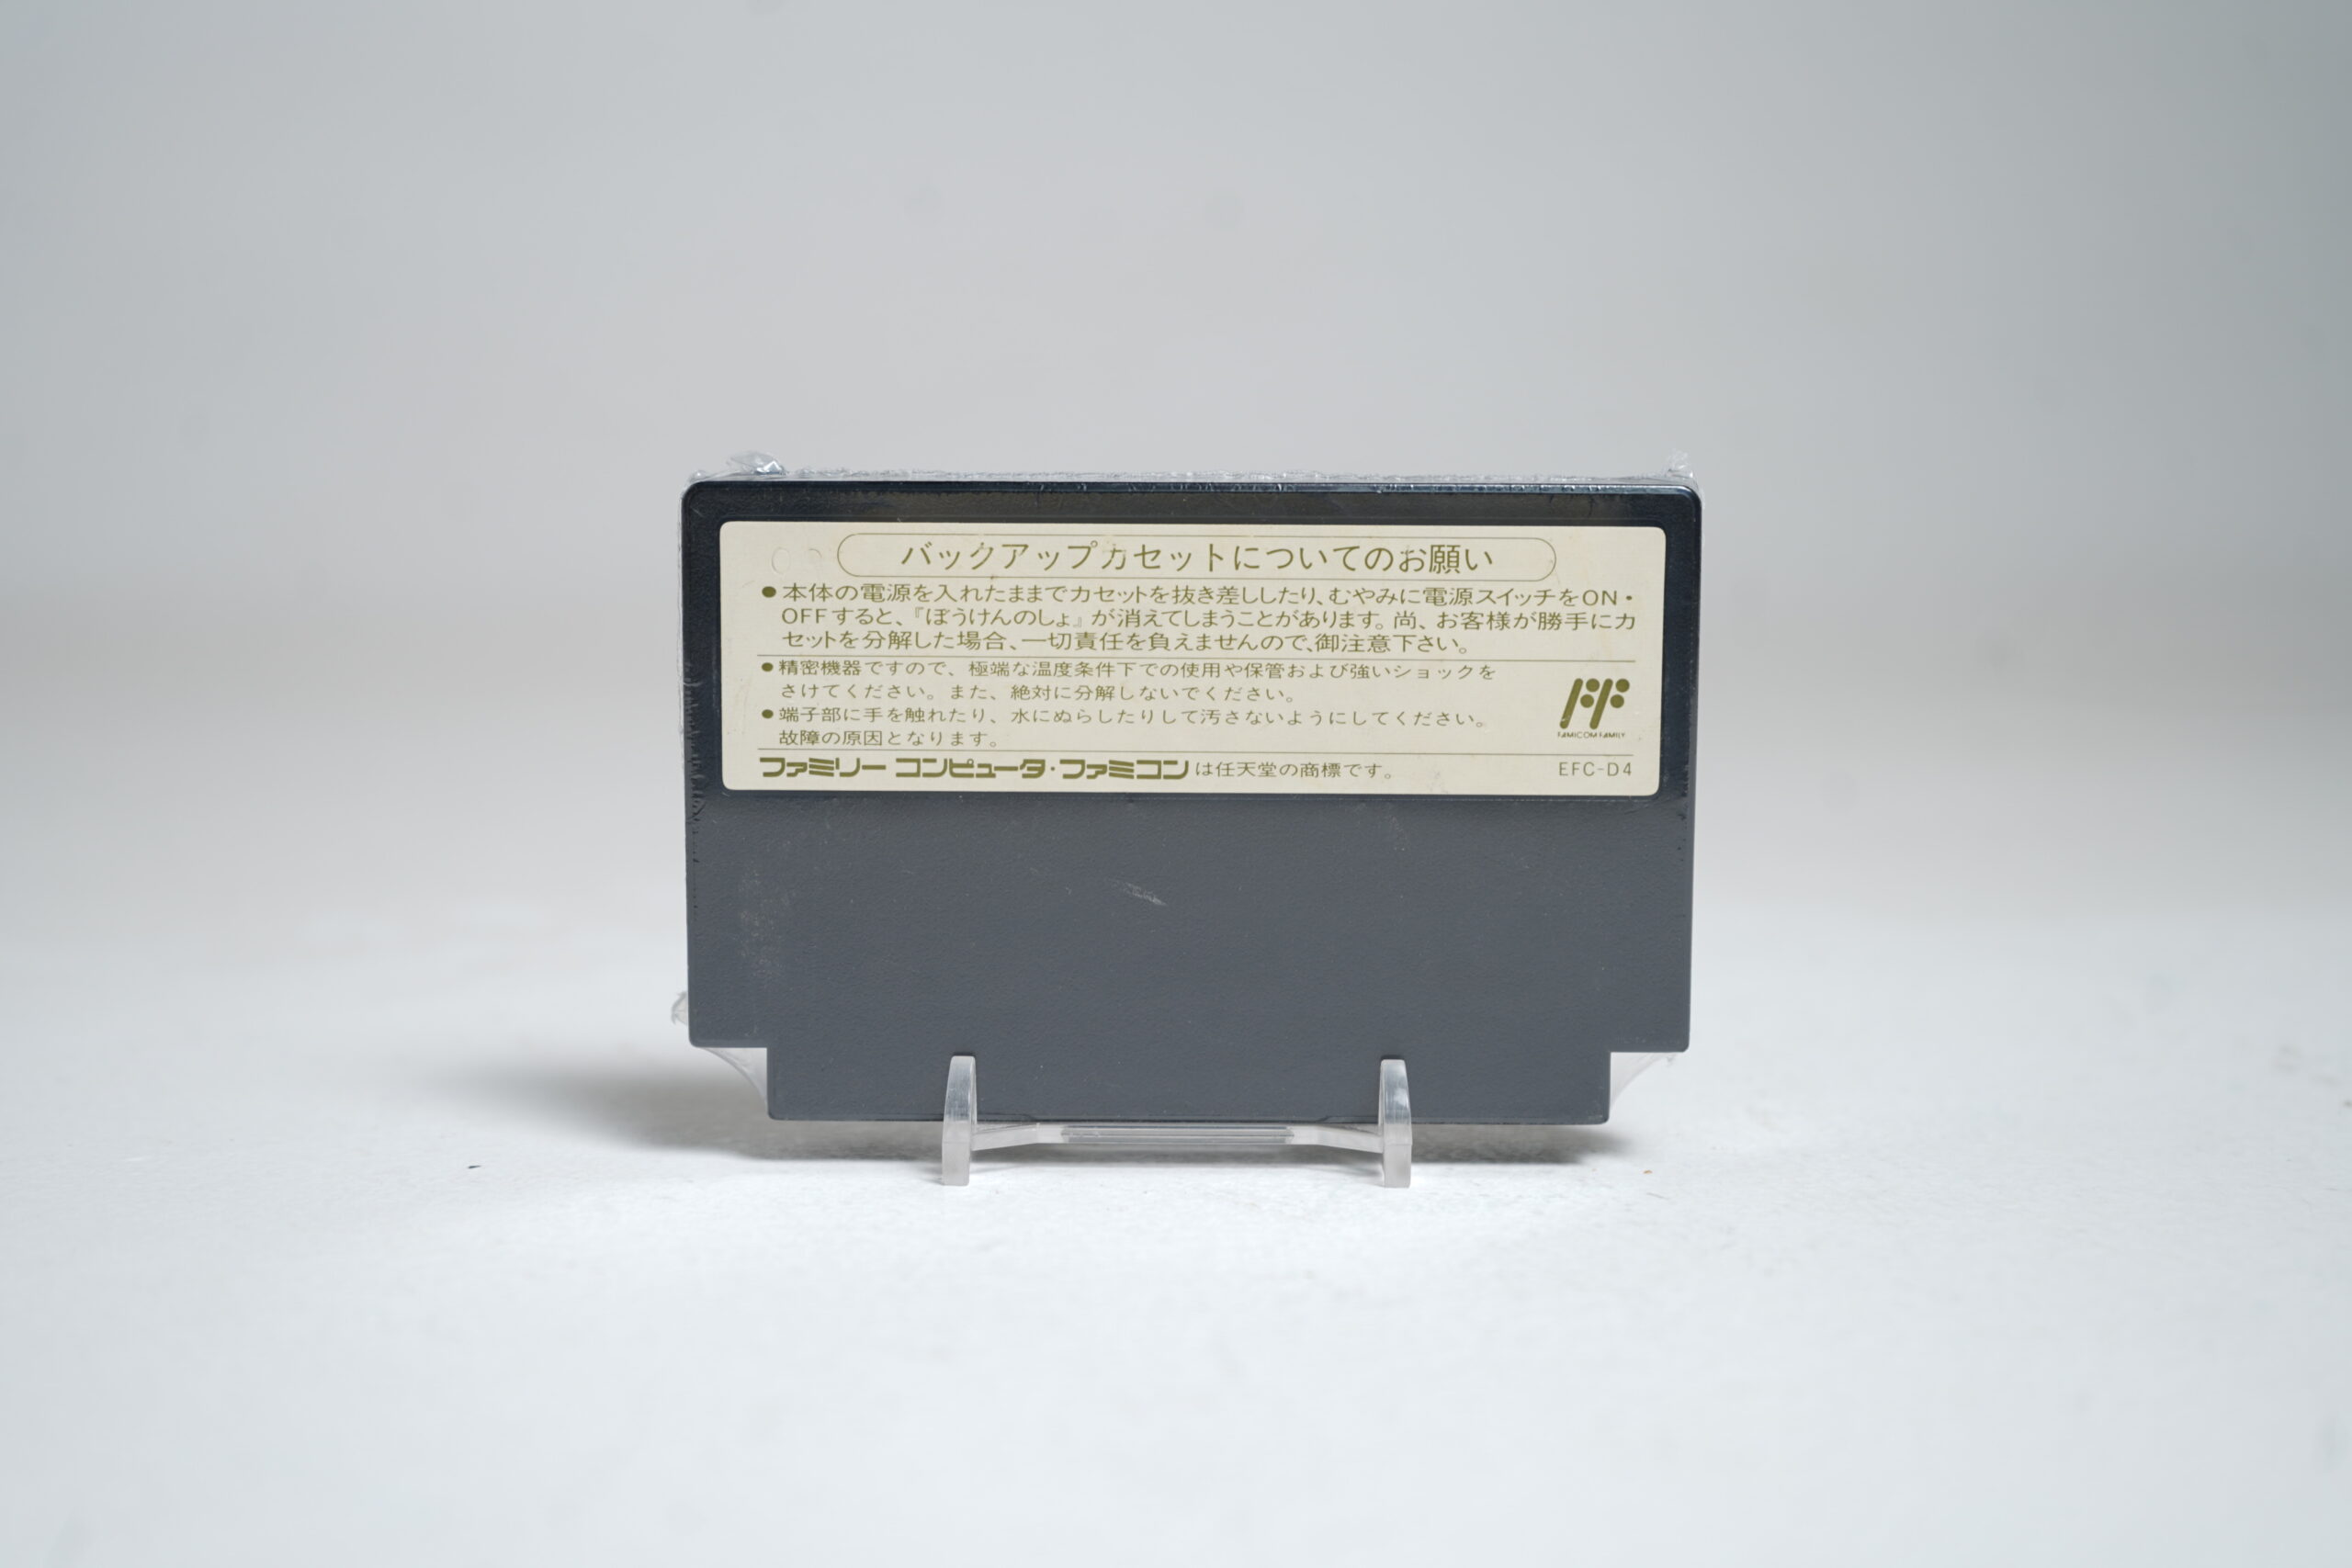 バックアップカセットについてのお願い
●本体の電源を入れたままでカセットを抜き差ししたり、むやみに電源スイッチをON・
OFFすると、『ぼうけんのしょ』が消えてしまうことがあります。尚、お客様が勝手にカ
セットを分解した場合、一切責任を負えませんので、御注意下さい。
●精密機器ですので、極端な温度条件下での使用や保管および強いショックを
さけてください。また、絶対に分解しないでください。
●端子部に手を触れたり、水にぬらしたりして汚さないようにしてください。
故障の原因となります。
FAMICOM FAMILY
ファミリーコンピュータ・ファミコンは任天堂の商標です。
EFC-D4